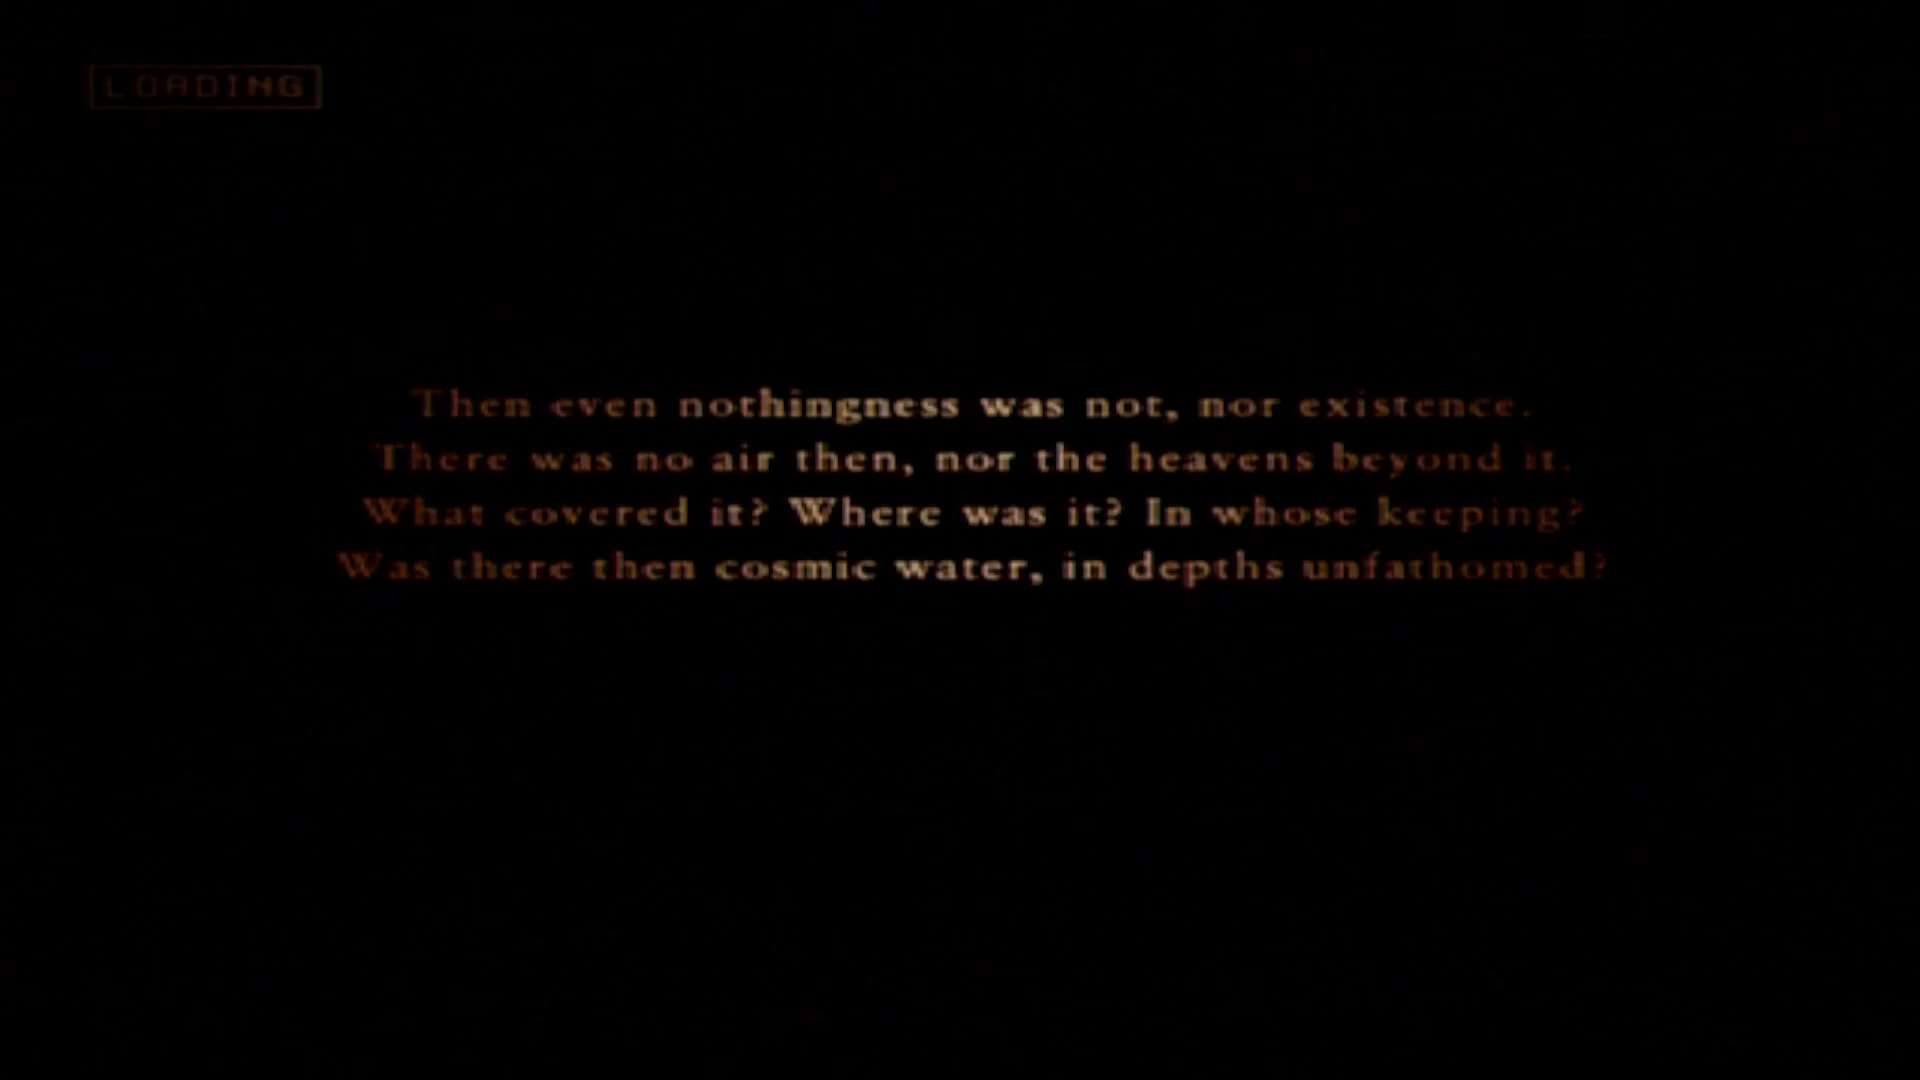 LOADING
Then even nothingness was not, nor existence.
There was no air then, nor the heavens beyond it.
What covered it? Where was it? In whose keeping?
Was there then cosmic water, in depths unfathomed?